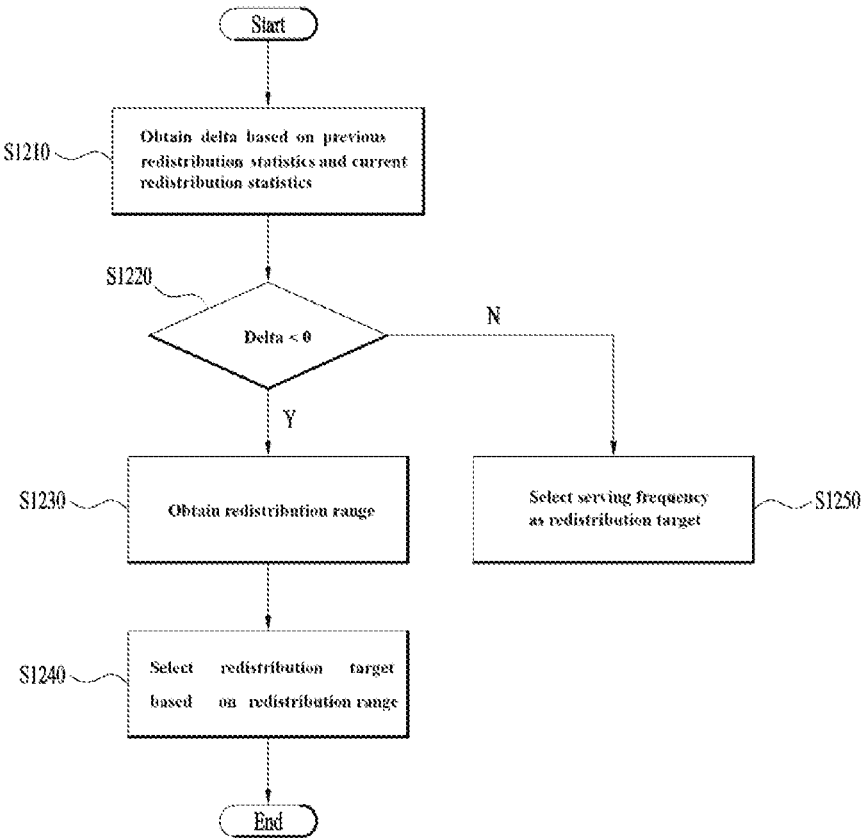 Start
S1210
Obtain delta based on previous
redistribution statistics and current
redistribution statistics
S1220
Delta < 0
N
Y
S1230
Obtain redistribution range
Select serving frequency
as redistribution target
S1250
S1240
Select redistribution target
based on redistribution range
End